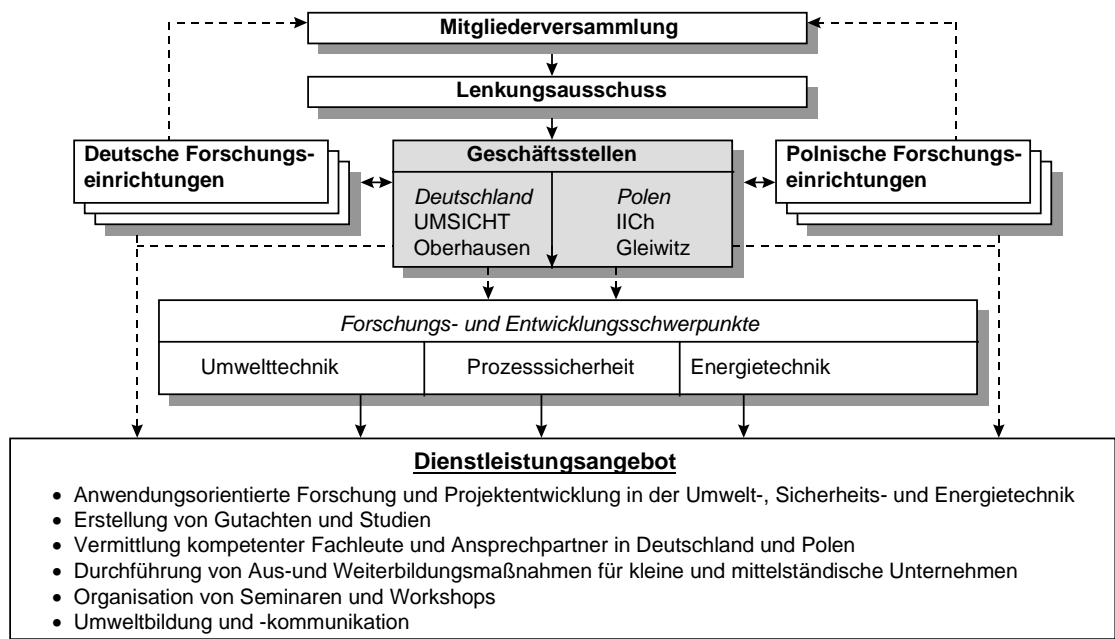 Mitgliederversammlung
Lenkungsausschuss
Deutsche Forschungs-
einrichtungen
Geschäftsstellen
Deutschland
UMSICHT
Oberhausen
Polen
IICh
Gleiwitz
Polnische Forschungs-
einrichtungen
Forschungs- und Entwicklungsschwerpunkte
Umwelttechnik
Prozesssicherheit
Energietechnik
Dienstleistungsangebot
• Anwendungsorientierte Forschung und Projektentwicklung in der Umwelt-, Sicherheits- und Energietechnik
• Erstellung von Gutachten und Studien
• Vermittlung kompetenter Fachleute und Ansprechpartner in Deutschland und Polen
• Durchführung von Aus-und Weiterbildungsmaßnahmen für kleine und mittelständische Unternehmen
• Organisation von Seminaren und Workshops
• Umweltbildung und -kommunikation